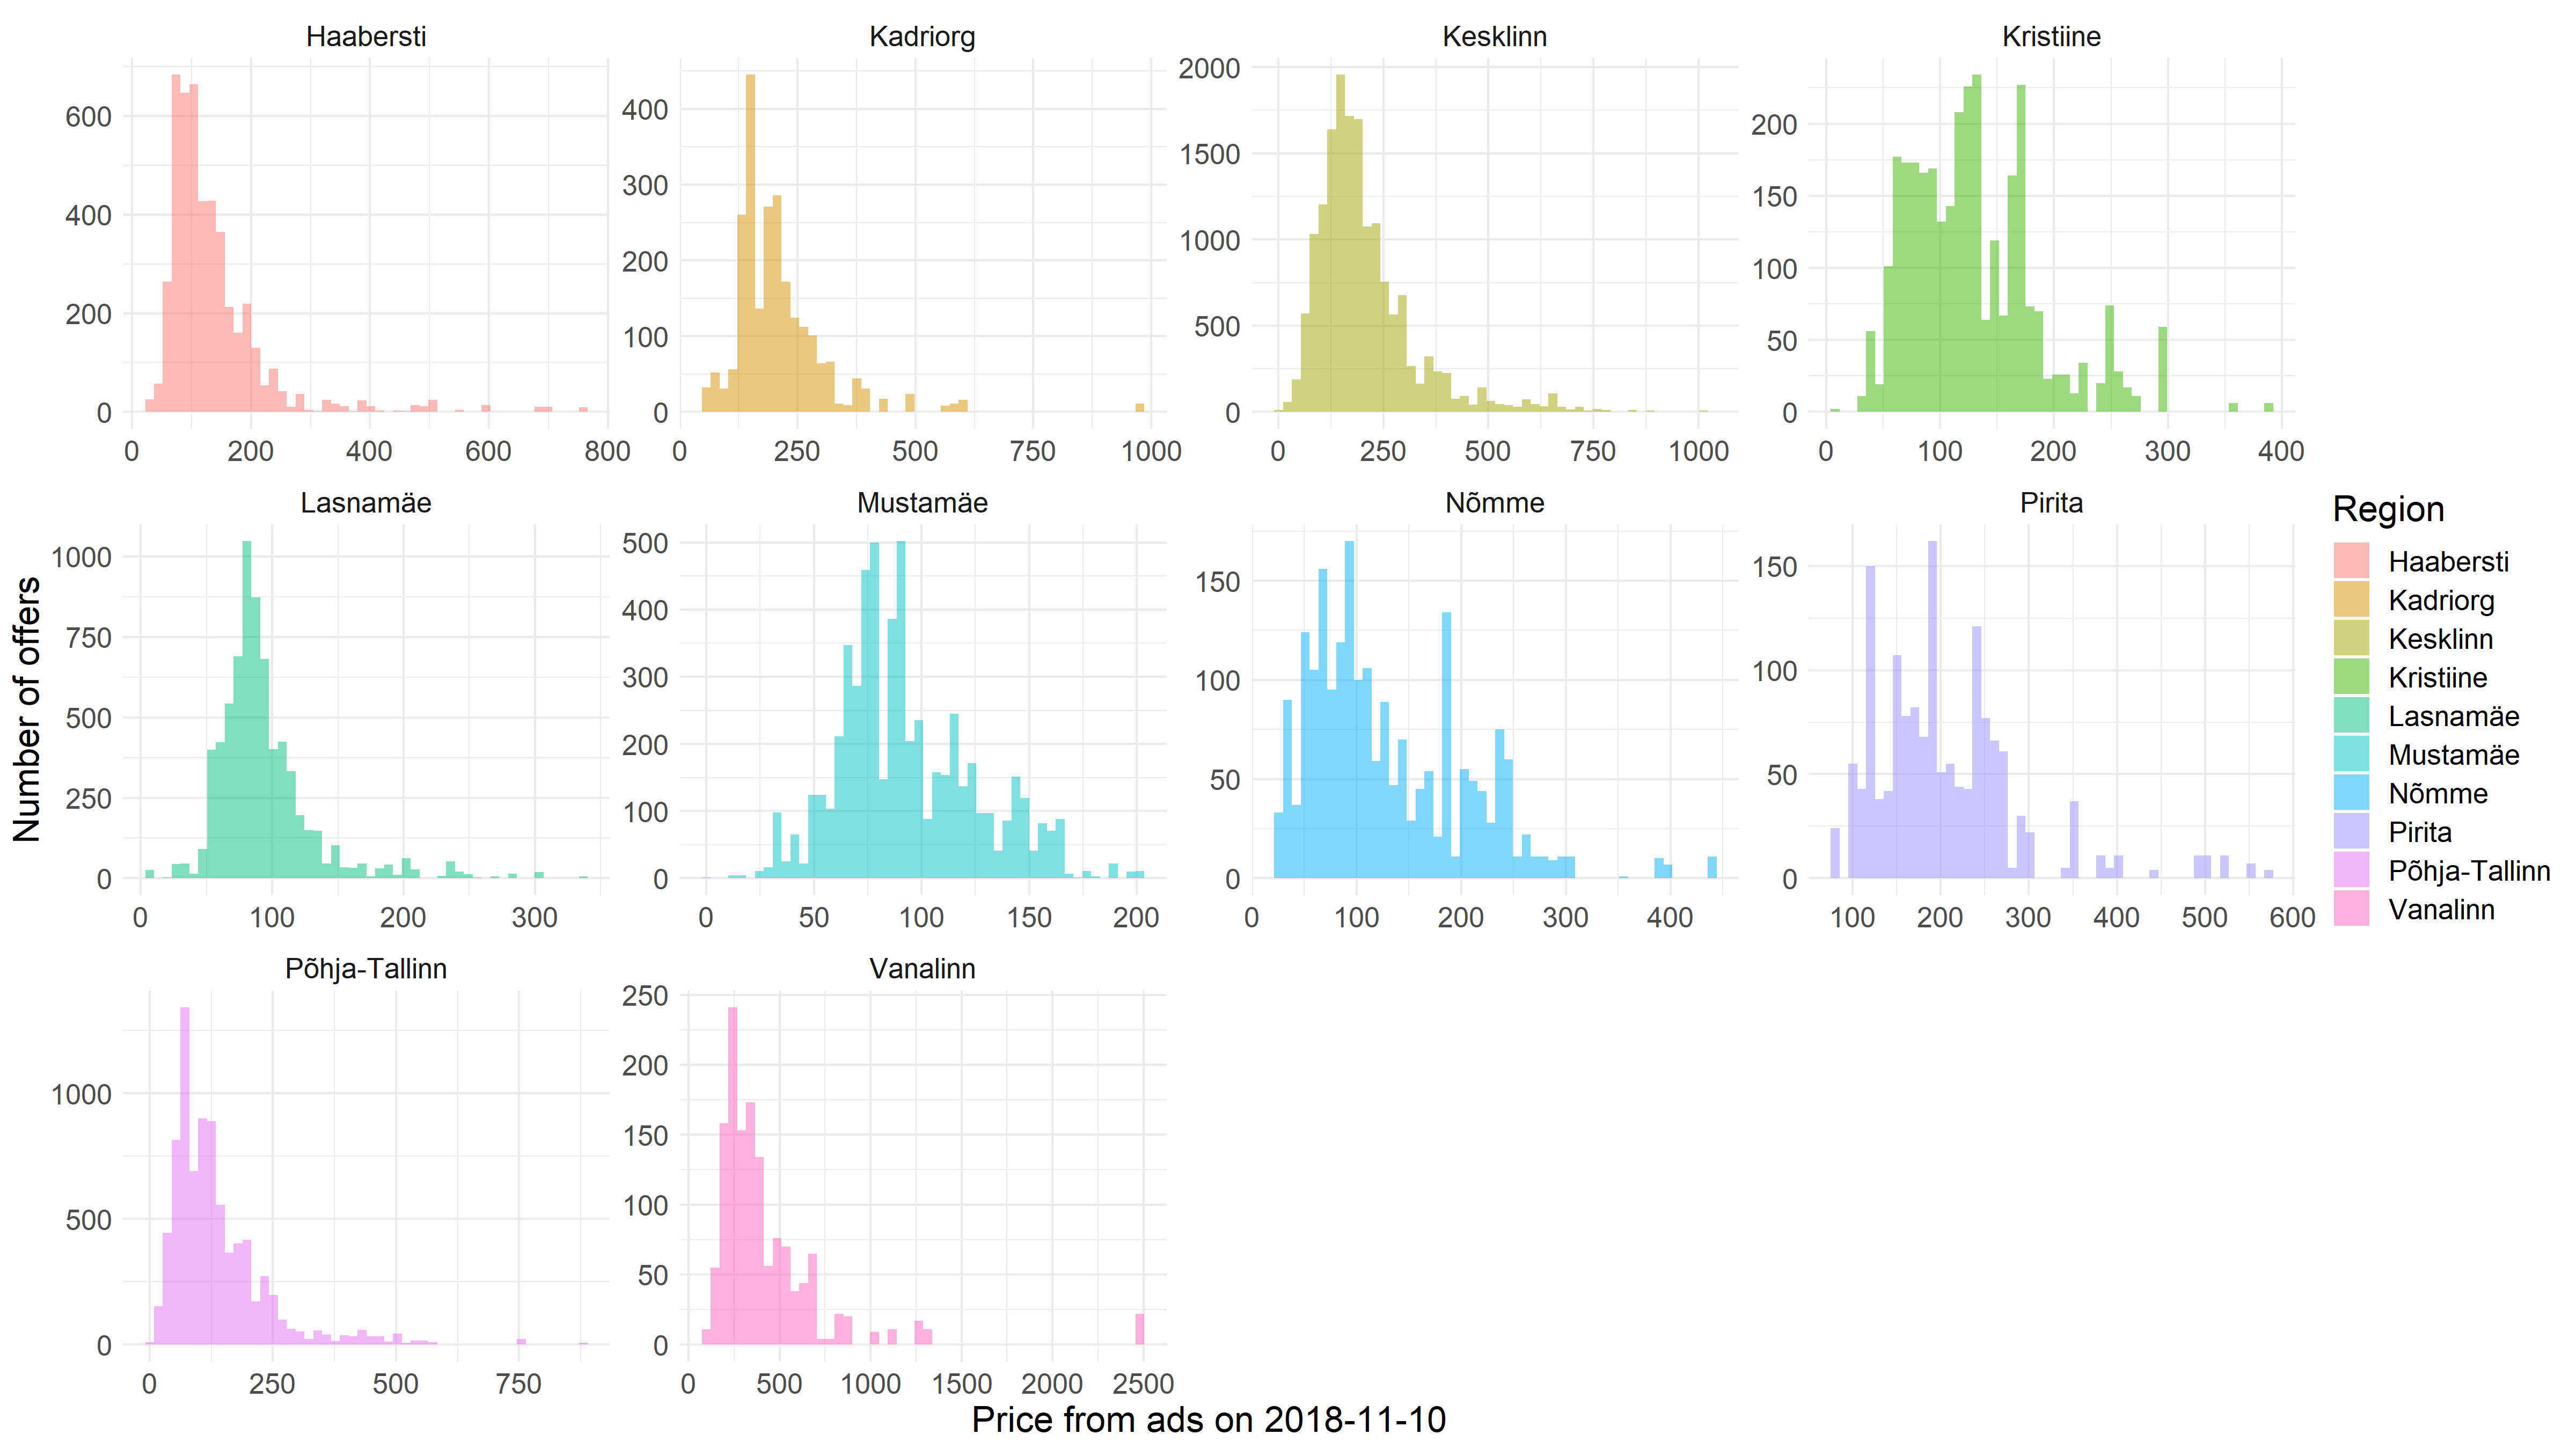 Haabersti
Kadriorg
Kesklinn
Kristiine
600
400
200
0
0 200 400 600 800
400
300
200
100
0
0 250 500 750 1000
2000
1500
1000
500
0
0 250 500 750 1000
200
150
100
50
0
0 100 200 300 400
Lasnamäe
Mustamäe
Nõmme
Pirita
1000
750
500
250
0
0 100 200 300
500
400
300
200
100
0
0 50 100 150 200
150
100
50
0
0 100 200 300 400
150
100
50
0
100 200 300 400 500 600
Põhja-Tallinn
Vanalinn
1000
500
0
0 250 500 750
250
200
150
100
50
0
0 500 1000 1500 2000 2500
Number of offers
Price from ads on 2018-11-10
Region
Haabersti
Kadriorg
Kesklinn
Kristiine
Lasnamäe
Mustamäe
Nõmme
Pirita
Põhja-Tallinn
Vanalinn